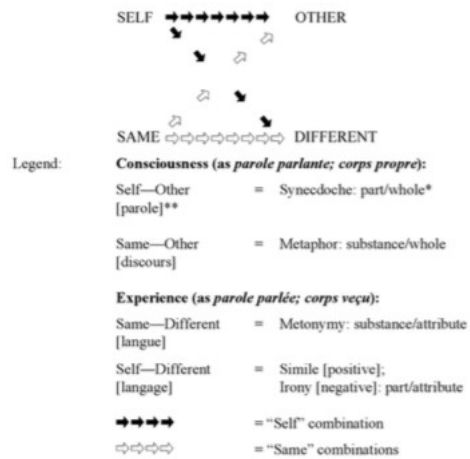 SELF OTHER
SAME DIFFERENT
Legend: Consciousness (as parole parlante; corps propre):
Self—Other = Synecdoche: part/whole*
[parole]**
Same—Other = Metaphor: substance/whole
[discours]
Experience (as parole parlée; corps veçu):
Same—Different = Metonymy: substance/attribute
[langue]
Self—Different = Simile [positive];
[langage] Irony [negative]: part/attribute
= “Self” combination
= “Same” combinations